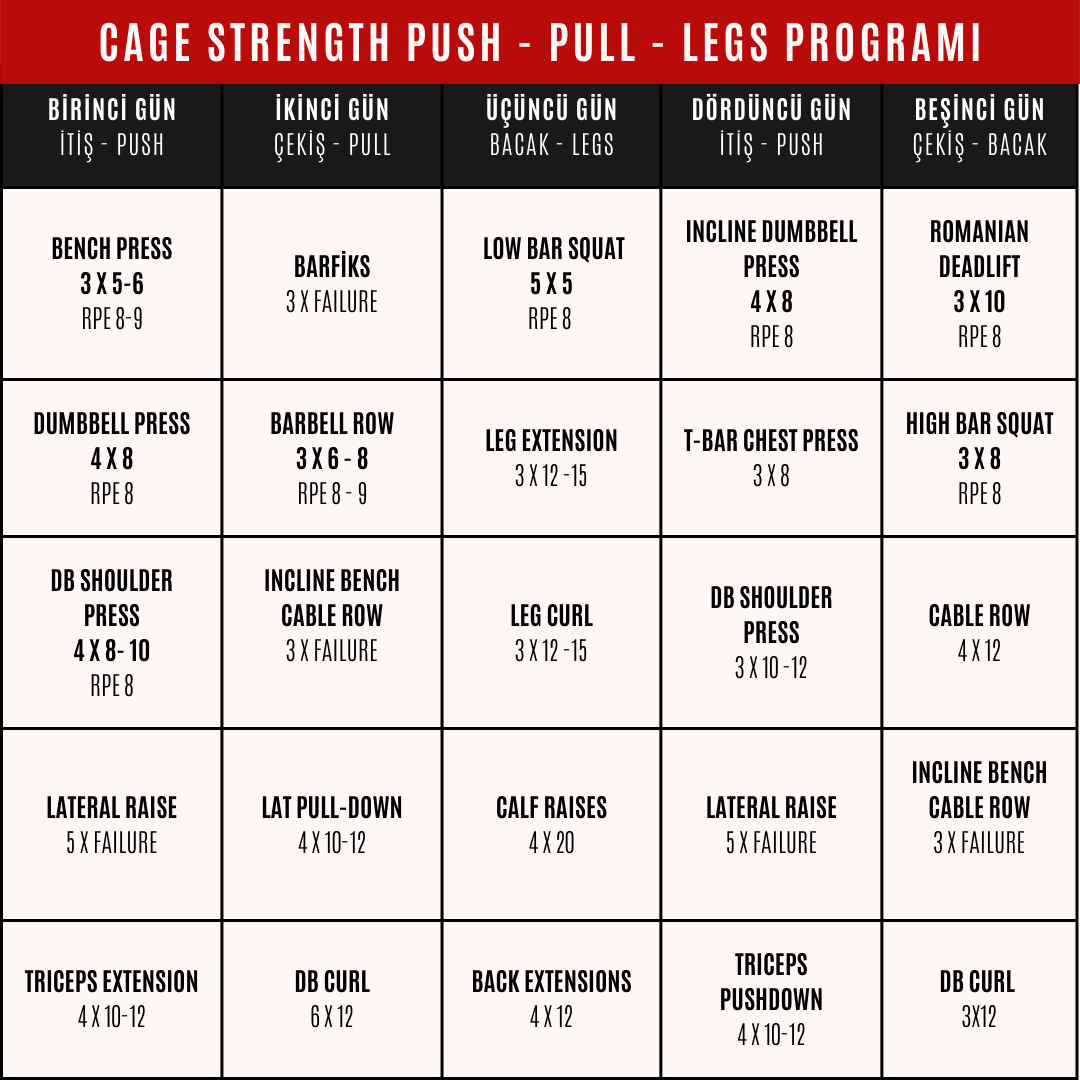 CAGE STRENGTH PUSH - PULL - LEGS PROGRAMI
BİRİNCİ GÜN
İTİŞ - PUSH
İKİNCİ GÜN
ÇEKİŞ - PULL
ÜÇÜNCÜ GÜN
BACAK - LEGS
DÖRDÜNCÜ GÜN
İTİŞ - PUSH
BEŞİNCİ GÜN
ÇEKİŞ - BACAK
BENCH PRESS
3 X 5-6
RPE 8-9
BARFİKS
3 X FAILURE
LOW BAR SQUAT
5 X 5
RPE 8
INCLINE DUMBBELL
PRESS
4 X 8
RPE 8
ROMANIAN
DEADLIFT
3 X 10
RPE 8
DUMBBELL PRESS
4 X 8
RPE 8
BARBELL ROW
3 X 6 - 8
RPE 8 - 9
LEG EXTENSION
3 X 12 -15
T-BAR CHEST PRESS
3 X 8
HIGH BAR SQUAT
3 X 8
RPE 8
DB SHOULDER
PRESS
4 X 8- 10
RPE 8
INCLINE BENCH
CABLE ROW
3 X FAILURE
LEG CURL
3 X 12 -15
DB SHOULDER
PRESS
3 X 10 -12
CABLE ROW
4 X 12
LATERAL RAISE
5 X FAILURE
LAT PULL-DOWN
4 X 10-12
CALF RAISES
4 X 20
LATERAL RAISE
5 X FAILURE
INCLINE BENCH
CABLE ROW
3 X FAILURE
TRICEPS EXTENSION
4 X 10-12
DB CURL
6 X 12
BACK EXTENSIONS
4 X 12
TRICEPS
PUSHDOWN
4 X 10-12
DB CURL
3X12